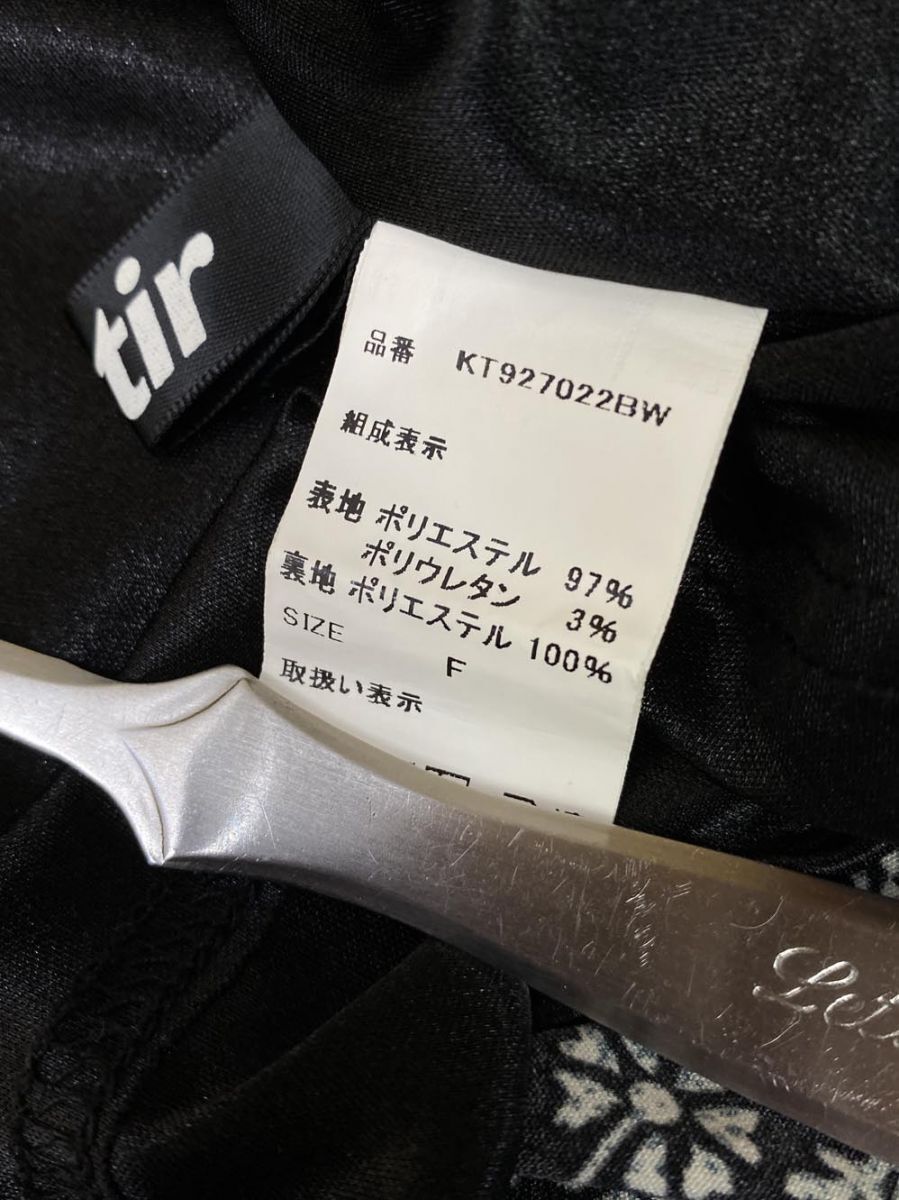 tir
品番 KT927022BW
組成表示
表地 ポリエステル 97%
ポリウレタン 3%
裏地 ポリエステル 100%
SIZE F
取扱い表示